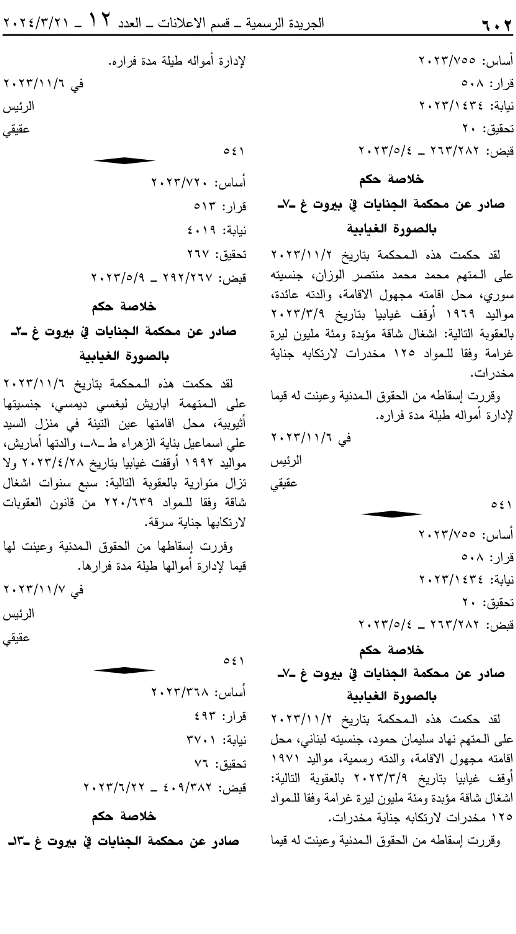 ٦٠٢
الجريدة الرسمية ـ قسم الاعلانات ـ العدد ١٢ ـ ٢٠٢٤/٣/٢١
أساس: ٢٠٢٣/٧٥٥
قرار: ٥٠٨
نيابة: ٢٠٢٣/١٤٣٤
تحقيق: ٢٠
قبض: ٢٦٣/٢٨٢ ـ ٢٠٢٣/٥/٤
خلاصة حكم
صادر عن محكمة الجنايات في بيروت غ ـ٧ـ
بالصورة الغيابية
لقد حكمت هذه المحكمة بتاريخ ٢٠٢٣/١١/٢
على المتهم محمد محمد منتصر الوزان، جنسيته
سوري، محل اقامته مجهول الاقامة، والدته عائدة،
مواليد ١٩٦٩ أوقف غيابيا بتاريخ ٢٠٢٣/٣/٩
بالعقوبة التالية: اشغال شاقة مؤبدة ومئة مليون ليرة
غرامة وفقا للمواد ١٢٥ مخدرات لارتكابه جناية
مخدرات.
وقررت إسقاطه من الحقوق المدنية وعينت له قيما
لإدارة أمواله طيلة مدة فراره.
في ٢٠٢٣/١١/٦
الرئيس
عقيقي
٥٤١
أساس: ٢٠٢٣/٧٥٥
قرار: ٥٠٨
نيابة: ٢٠٢٣/١٤٣٤
تحقيق: ٢٠
قبض: ٢٦٣/٢٨٢ ـ ٢٠٢٣/٥/٤
خلاصة حكم
صادر عن محكمة الجنايات في بيروت غ ـ٧ـ
بالصورة الغيابية
لقد حكمت هذه المحكمة بتاريخ ٢٠٢٣/١١/٢
على المتهم نهاد سليمان حمود، جنسيته لبناني، محل
اقامته مجهول الاقامة، والدته رسمية، مواليد ١٩٧١
أوقف غيابيا بتاريخ ٢٠٢٣/٣/٩ بالعقوبة التالية:
اشغال شاقة مؤبدة ومئة مليون ليرة غرامة وفقا للمواد
١٢٥ مخدرات لارتكابه جناية مخدرات.
وقررت إسقاطه من الحقوق المدنية وعينت له قيما
لإدارة أمواله طيلة مدة فراره.
في ٢٠٢٣/١١/٦
الرئيس
عقيقي
٥٤١
أساس: ٢٠٢٣/٧٢٠
قرار: ٥١٣
نيابة: ٤٠١٩
تحقيق: ٢٦٧
قبض: ٢٩٢/٢٦٧ ـ ٢٠٢٣/٥/٩
خلاصة حكم
صادر عن محكمة الجنايات في بيروت غ ـ٢ـ
بالصورة الغيابية
لقد حكمت هذه المحكمة بتاريخ ٢٠٢٣/١١/٦
على المتهمة اباريش ليغسي ديمسي، جنسيتها
أثيوبية، محل اقامتها عين التينة في منزل السيد
علي اسماعيل بناية الزهراء ط ـ٨ـ، والدتها أماريش،
مواليد ١٩٩٢ أوقفت غيابيا بتاريخ ٢٠٢٣/٤/٢٨ ولا
تزال متوارية بالعقوبة التالية: سبع سنوات اشغال
شاقة وفقا للمواد ٢٢٠/٦٣٩ من قانون العقوبات
لارتكابها جناية سرقة.
وقررت إسقاطها من الحقوق المدنية وعينت لها
قيما لإدارة أموالها طيلة مدة فرارها.
في ٢٠٢٣/١١/٧
الرئيس
عقيقي
٥٤١
أساس: ٢٠٢٣/٣٦٨
قرار: ٤٩٣
نيابة: ٣٧٠١
تحقيق: ٧٦
قبض: ٤٠٩/٣٨٢ ـ ٢٠٢٣/٦/٢٢
خلاصة حكم
صادر عن محكمة الجنايات في بيروت غ ـ١٣ـ